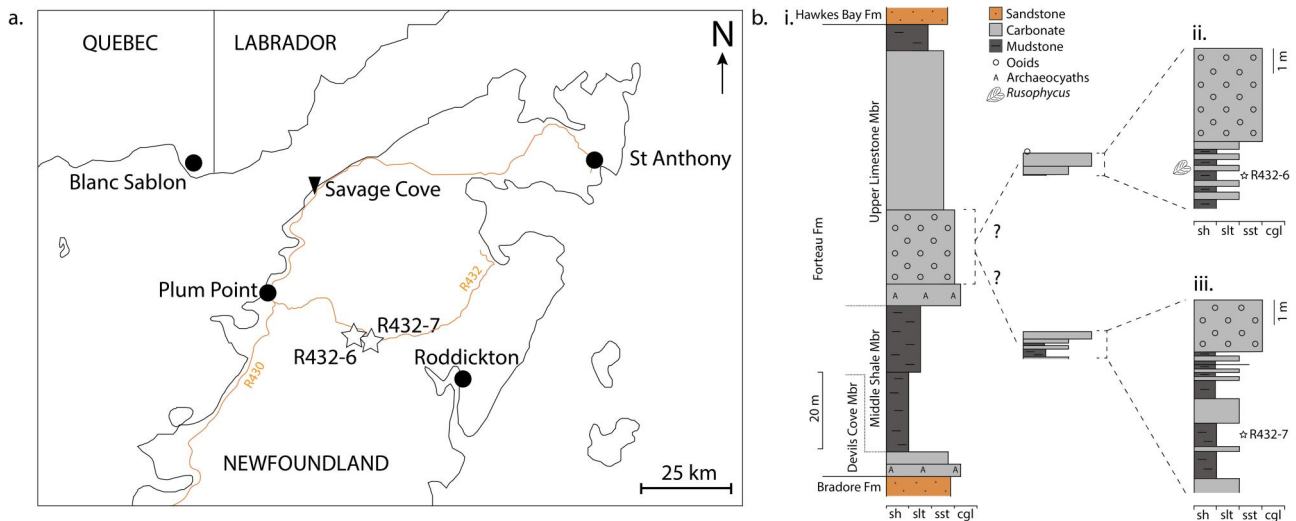 a.
QUEBEC
LABRADOR
N
Blanc Sablon
St Anthony
Savage Cove
Plum Point
R432
R432-7
R432-6
Roddickton
R430
NEWFOUNDLAND
25 km
b.
i.
Hawkes Bay Fm
Sandstone
Carbonate
Mudstone
Ooids
A
Archaeocyaths
Rusophycus
Upper Limestone Mbr
Forteau Fm
Middle Shale Mbr
Devils Cove Mbr
20 m
A A A
A A A
Bradore Fm
sh slt sst cgl
?
?
ii.
1 m
R432-6
sh slt sst cgl
iii.
1 m
R432-7
sh slt sst cgl